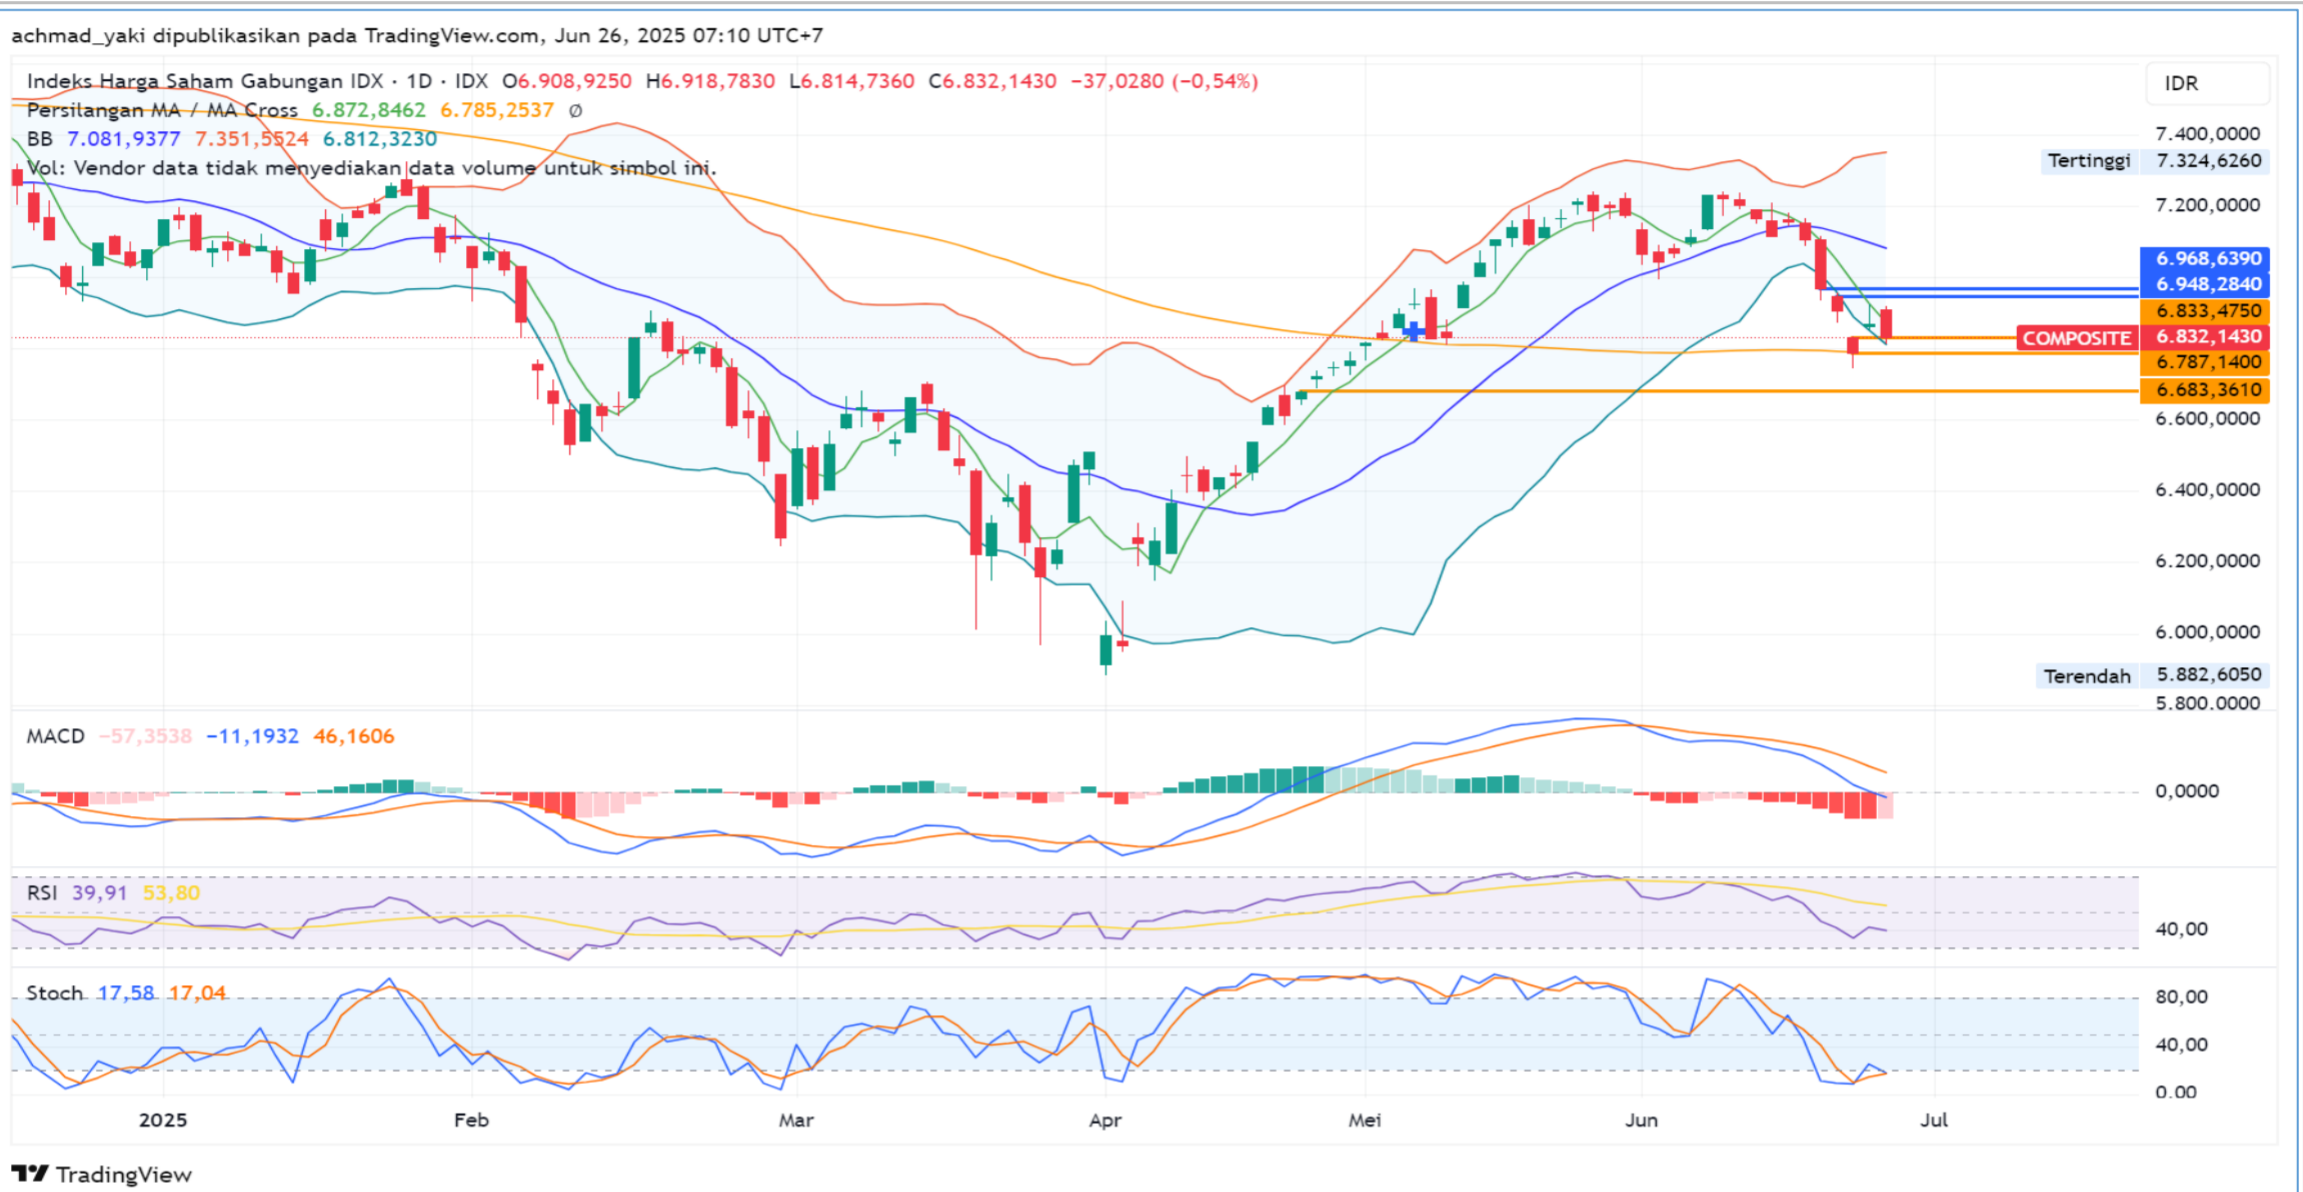 achmad_yaki dipublikasikan pada TradingView.com, Jun 26, 2025 07:10 UTC+7
Indeks Harga Saham Gabungan IDX · 1D · IDX O6.908,9250 H6.918,7830 L6.814,7360 C6.832,1430 −37,0280 (−0,54%)
IDR
Persilangan MA / MA Cross 6.872,8462 6.785,2537 ∅
BB 7.081,9377 7.351,5524 6.812,3230
Vol: Vendor data tidak menyediakan data volume untuk simbol ini.
7.400,0000
Tertinggi 7.324,6260
7.200,0000
6.968,6390
6.948,2840
6.833,4750
COMPOSITE 6.832,1430
6.787,1400
6.683,3610
6.600,0000
6.400,0000
6.200,0000
6.000,0000
Terendah 5.882,6050
5.800.0000
MACD −57,3538 −11,1932 46,1606
0,0000
RSI 39,91 53,80
40,00
Stoch 17,58 17,04
80,00
40,00
0.00
2025 Feb Mar Apr Mei Jun Jul
TradingView